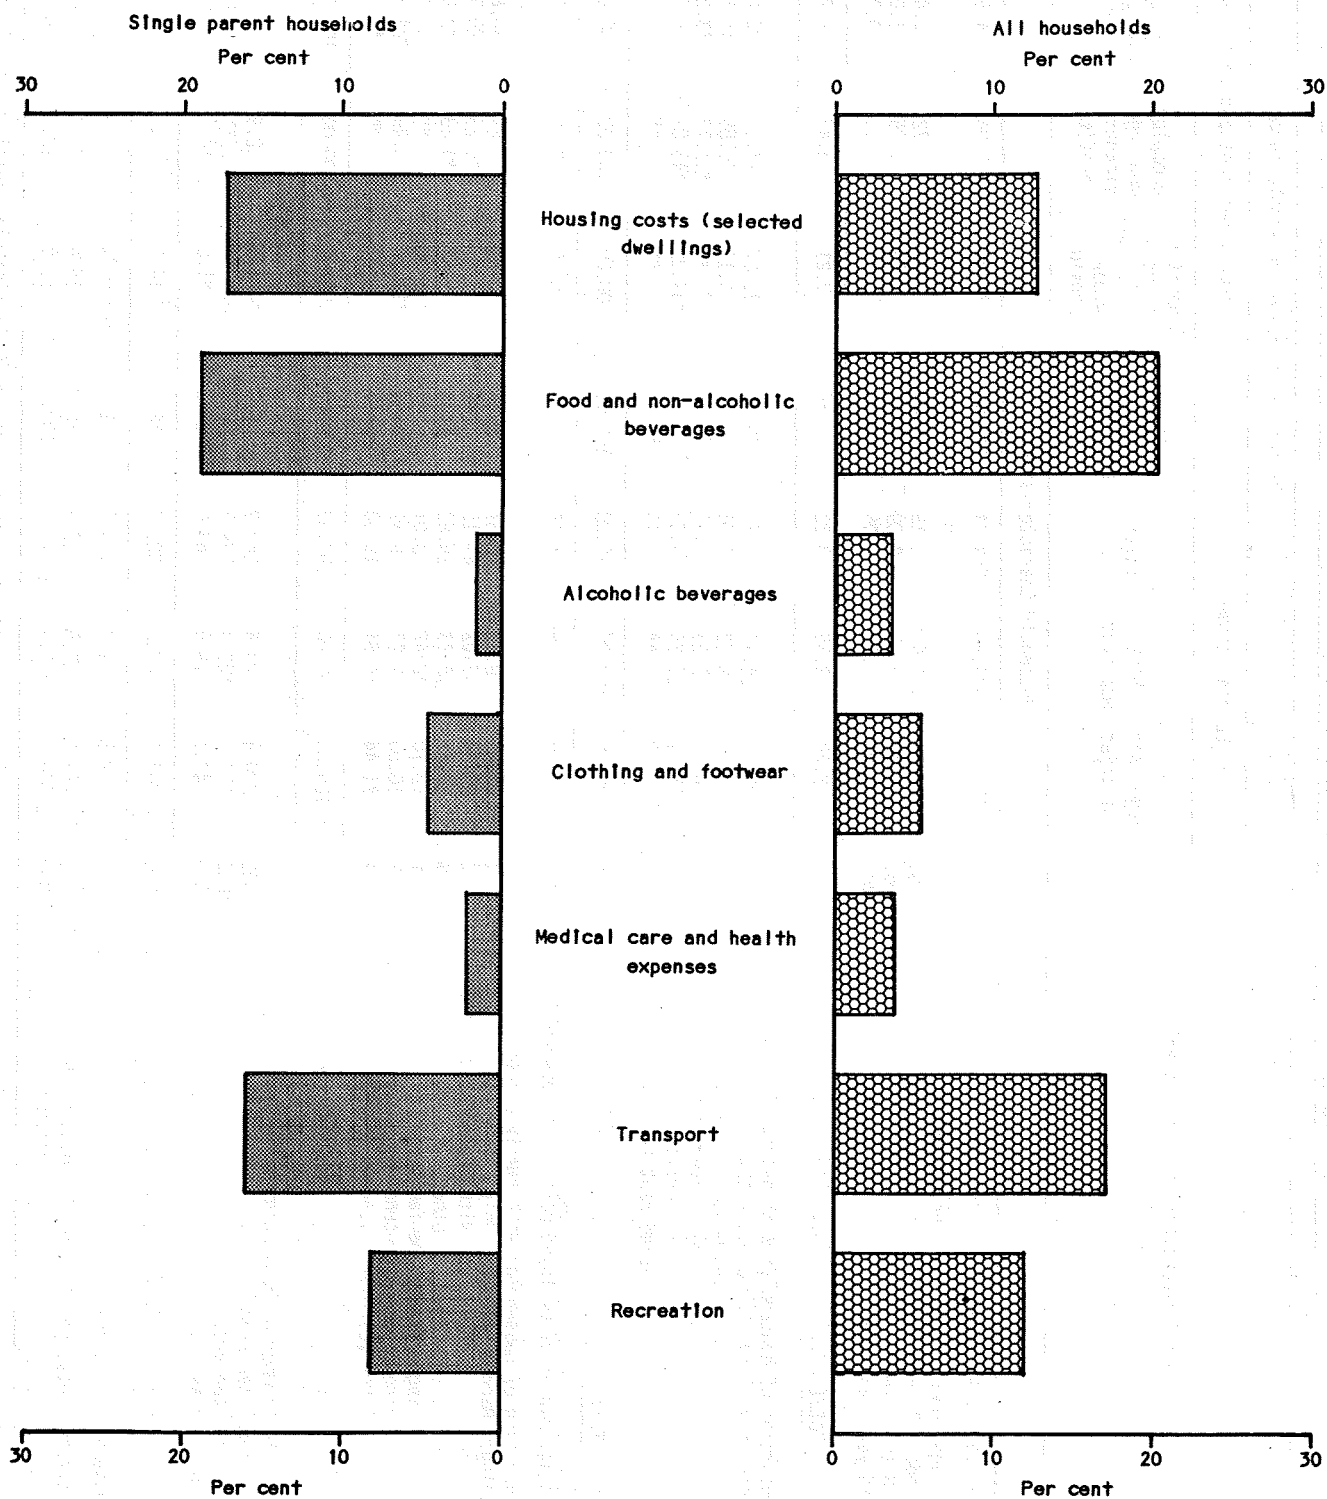 Single parent households
Per cent
30 20 10 0
All households
Per cent
0 10 20 30
Housing costs (selected
dwellings)
Food and non-alcoholic
beverages
Alcoholic beverages
Clothing and footwear
Medical care and health
expenses
Transport
Recreation
30 20 10 0
Per cent
0 10 20 30
Per cent